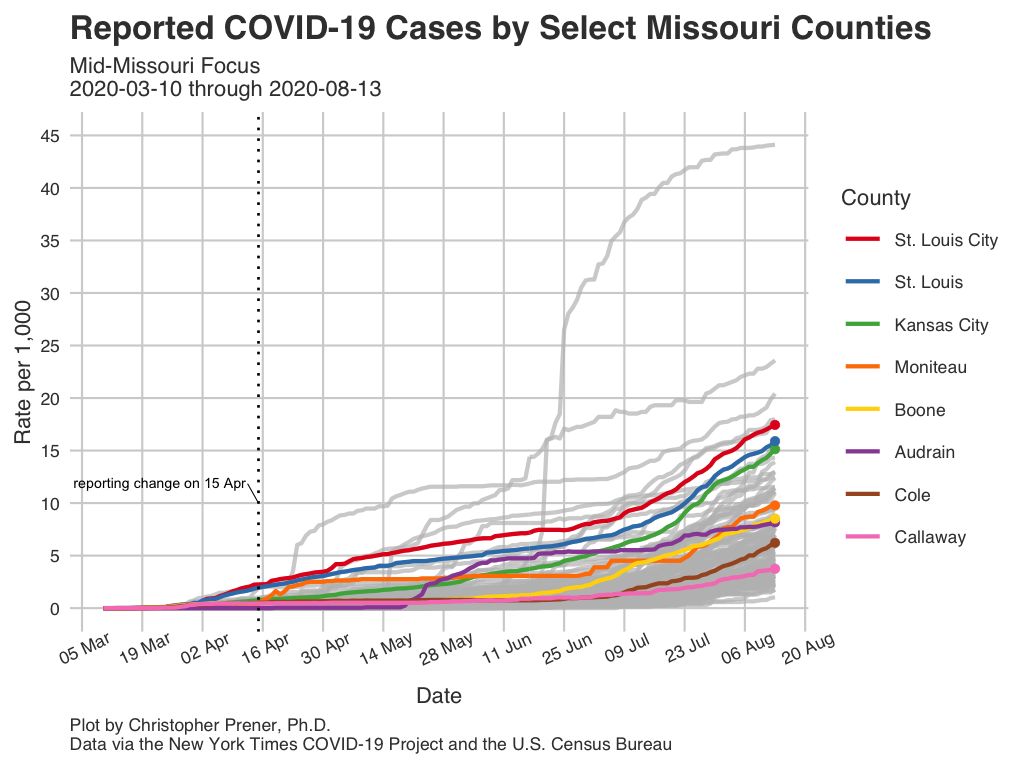 Reported COVID-19 Cases by Select Missouri Counties
Mid-Missouri Focus
2020-03-10 through 2020-08-13
45
40
35
30
25
20
15
10
5
0
Rate per 1,000
reporting change on 15 Apr
05 Mar
19 Mar
02 Apr
16 Apr
30 Apr
14 May
28 May
11 Jun
25 Jun
09 Jul
23 Jul
06 Aug
20 Aug
Date
County
St. Louis City
St. Louis
Kansas City
Moniteau
Boone
Audrain
Cole
Callaway
Plot by Christopher Prener, Ph.D.
Data via the New York Times COVID-19 Project and the U.S. Census Bureau